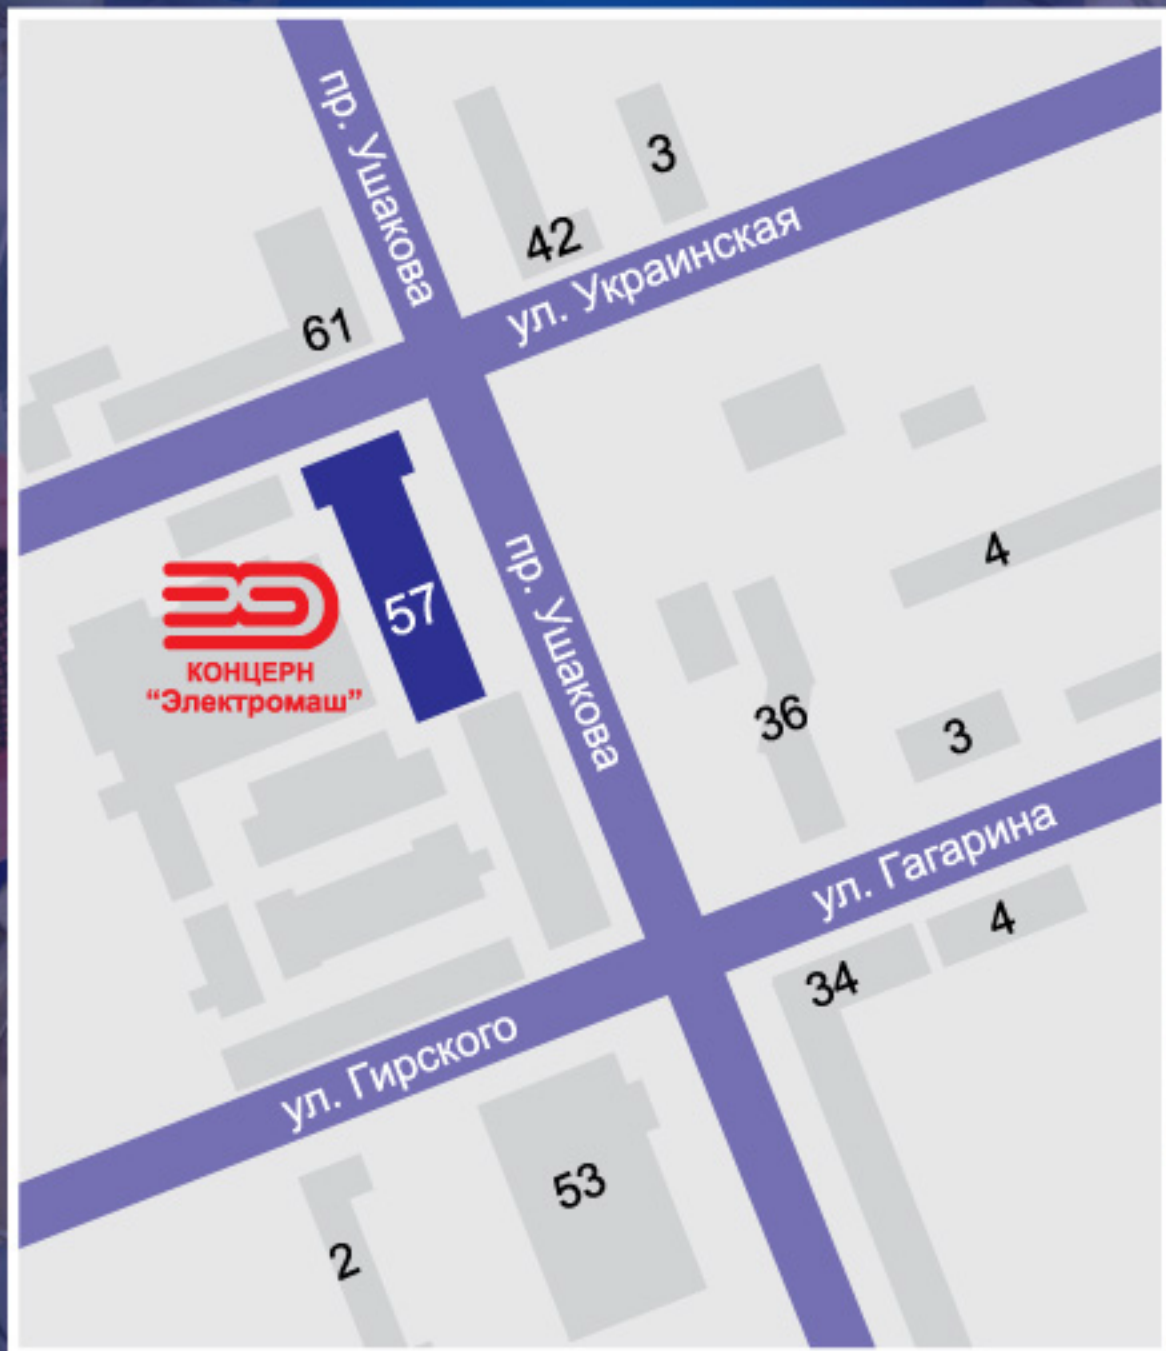 пр. Ушакова
3
42
ул. Украинская
61
4
57
пр. Ушакова
КОНЦЕРН
“Электромаш”
36
3
ул. Гагарина
4
34
ул. Гирского
53
2